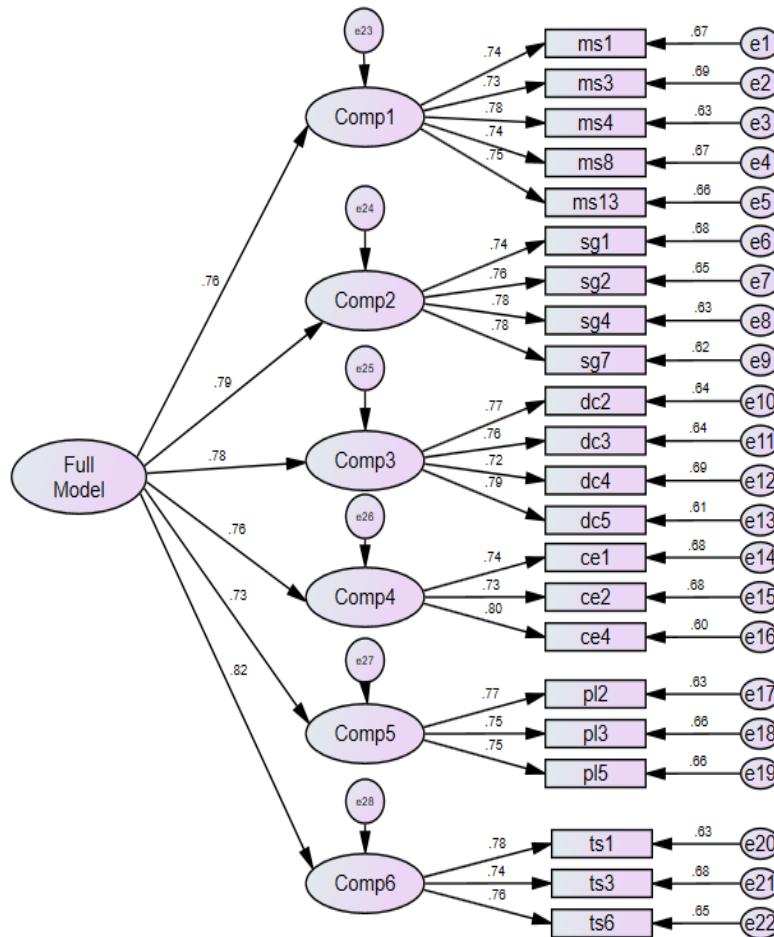 e23
.74
ms1
.67
e1
.73
ms3
.69
e2
Comp1
.78
ms4
.63
e3
.74
ms8
.67
e4
.75
ms13
.66
e5
e24
.74
sg1
.68
e6
.76
.76
sg2
.65
e7
Comp2
.78
sg4
.63
e8
.78
sg7
.62
e9
.79
e25
.77
dc2
.64
e10
.76
dc3
.64
e11
Full
Model
.78
Comp3
.72
dc4
.69
e12
.79
dc5
.61
e13
e26
.76
.74
ce1
.68
e14
Comp4
.73
ce2
.68
e15
.80
ce4
.60
e16
.73
e27
.82
.77
pl2
.63
e17
Comp5
.75
pl3
.66
e18
.75
pl5
.66
e19
e28
.78
ts1
.63
e20
Comp6
.74
ts3
.68
e21
.76
ts6
.65
e22